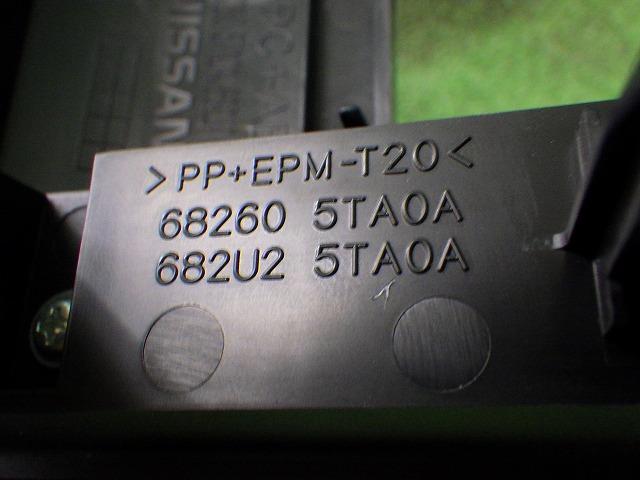 NISSAN
>PP+EPM-T20<
68260 5TA0A
682U2 5TA0A